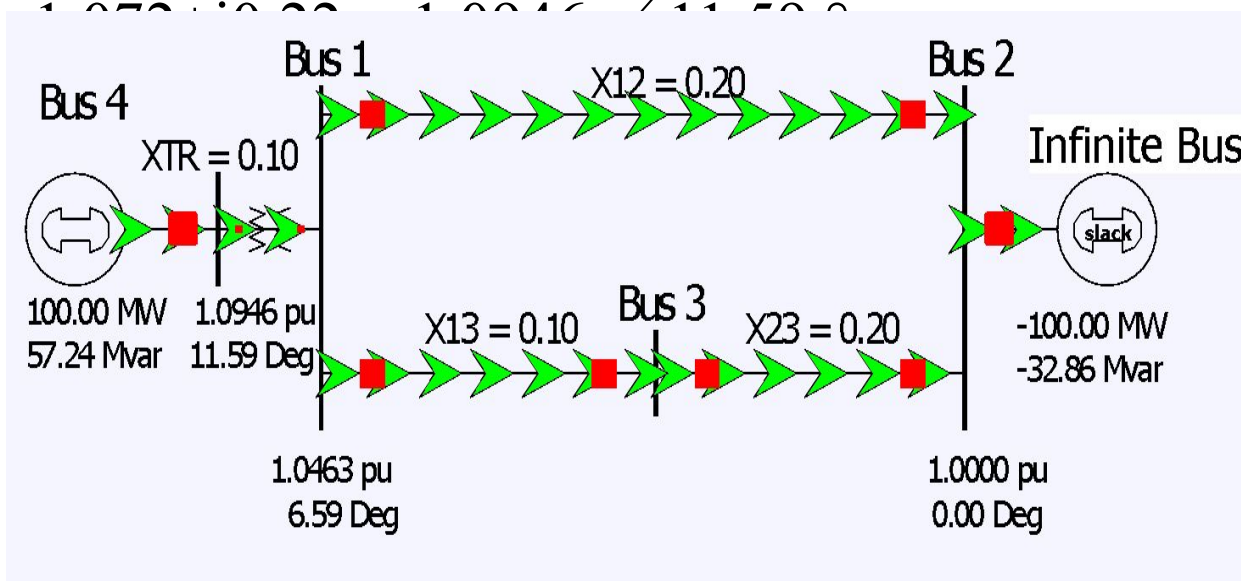 Bus 1
Bus 2
X12 = 0.20
Bus 4
Infinite Bus
XTR = 0.10
slack
Bus 3
100.00 MW
1.0946 pu
X13 = 0.10
X23 = 0.20
-100.00 MW
57.24 Mvar
11.59 Deg
-32.86 Mvar
1.0463 pu
1.0000 pu
6.59 Deg
0.00 Deg